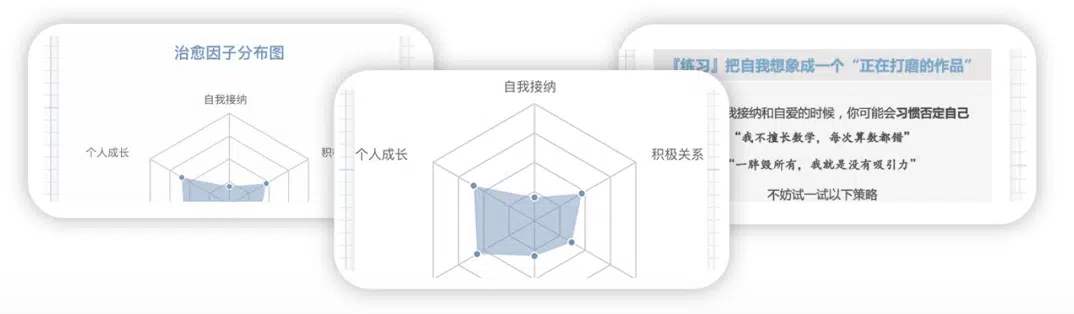 治愈因子分布图
自我接纳
个人成长
积极
自我接纳
个人成长
积极关系
『练习』把自我想象成一个“正在打磨的作品”
接纳和自爱的时候，你可能会习惯否定自己
“我不擅长数学，每次算数都错”
“一胖毁所有，我就是没有吸引力”
不妨试一试以下策略